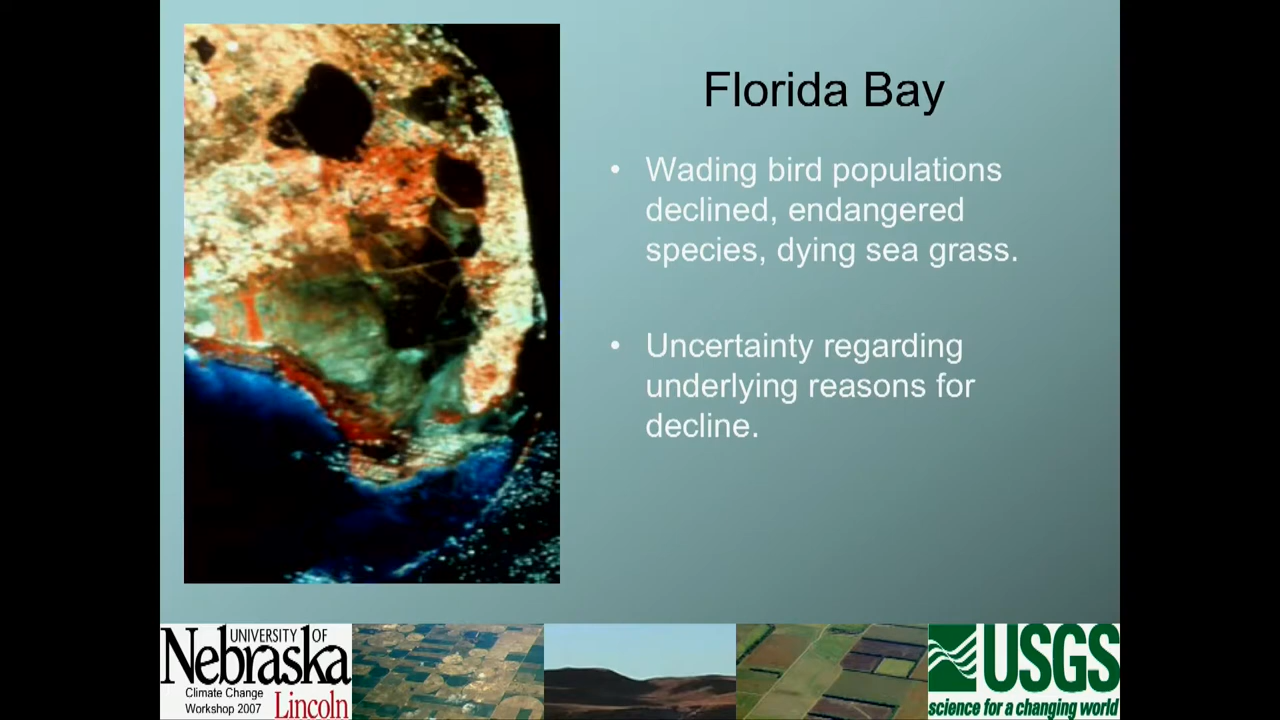 Florida Bay
• Wading bird populations
declined, endangered
species, dying sea grass.
• Uncertainty regarding
underlying reasons for
decline.
UNIVERSITY OF
Nebraska
Climate Change
Workshop 2007
Lincoln
USGS
science for a changing world